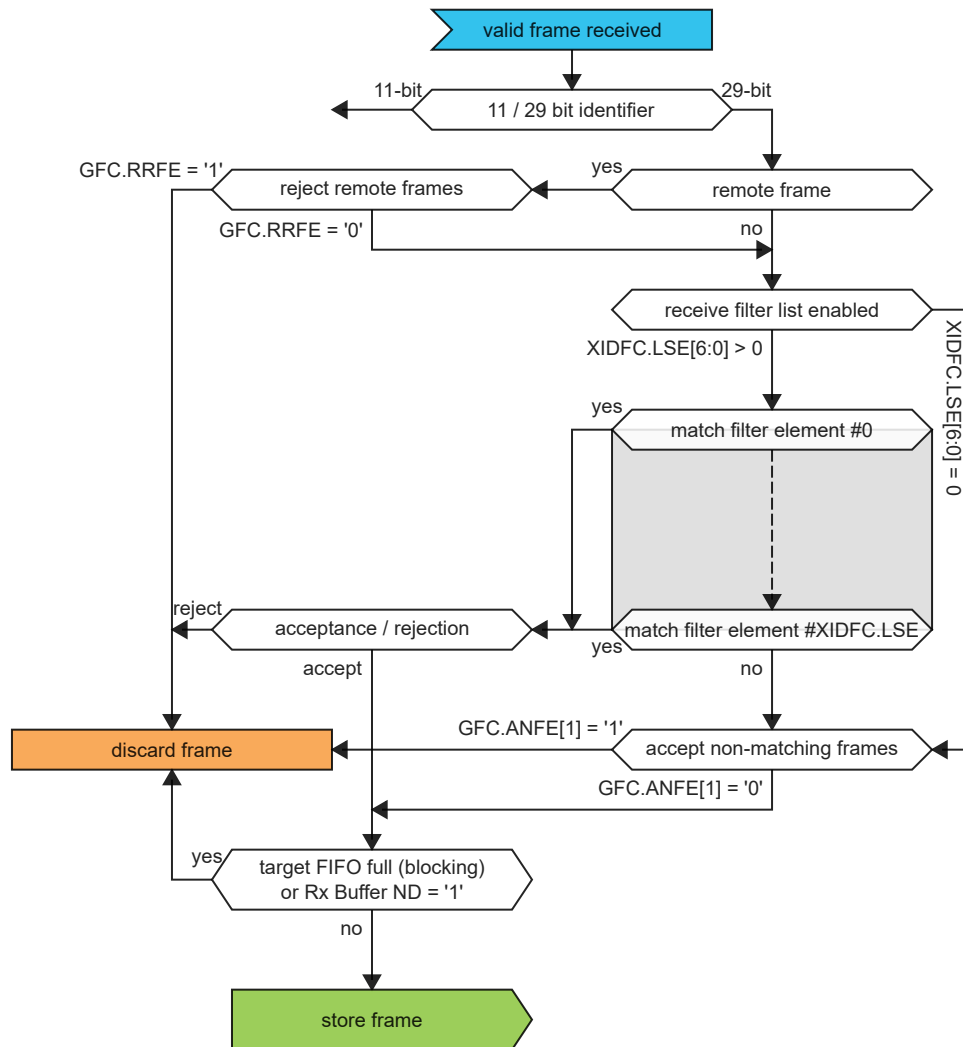 valid frame received
11-bit
29-bit
11 / 29 bit identifier
GFC.RRFE = '1'
yes
reject remote frames
remote frame
GFC.RRFE = '0'
no
receive filter list enabled
XIDFC.LSE[6:0] > 0
XIDFC.LSE[6:0] = 0
yes
match filter element #0
reject
acceptance / rejection
match filter element #XIDFC.LSE
yes
accept
no
GFC.ANFE[1] = '1'
discard frame
accept non-matching frames
GFC.ANFE[1] = '0'
yes
target FIFO full (blocking)
or Rx Buffer ND = '1'
no
store frame